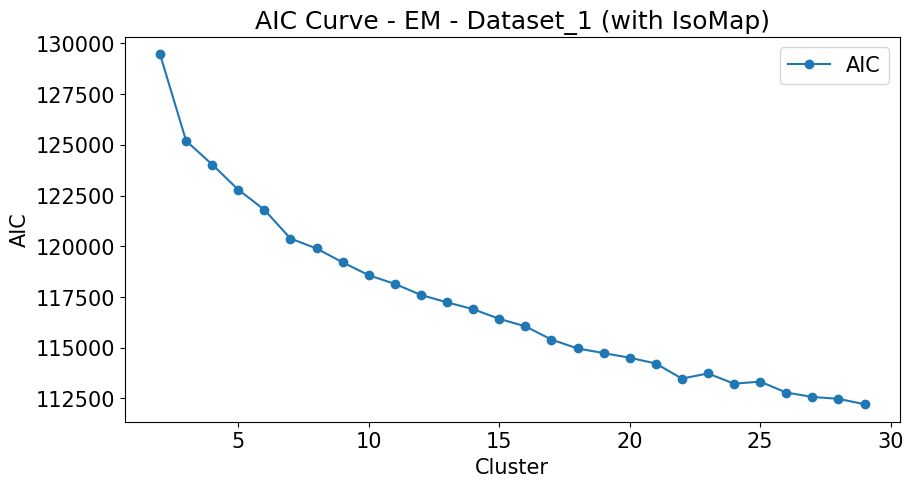 AIC Curve - EM - Dataset_1 (with IsoMap)
AIC
130000
127500
125000
122500
120000
117500
115000
112500
AIC
5 10 15 20 25 30
Cluster